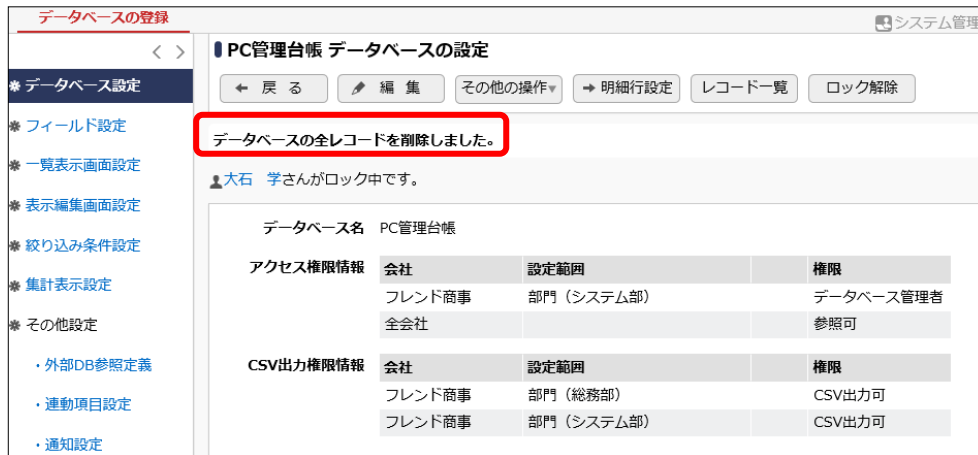 データベースの登録
システム管理
< >
PC管理台帳 データベースの設定
※ データベース設定
← 戻 る
編 集
その他の操作▾
→ 明細行設定
レコード一覧
ロック解除
※ フィールド設定
データベースの全レコードを削除しました。
※ 一覧表示画面設定
大石 学さんがロック中です。
※ 表示編集画面設定
データベース名 PC管理台帳
※ 絞り込み条件設定
アクセス権限情報 会社 設定範囲 権限
※ 集計表示設定
フレンド商事 部門(システム部) データベース管理者
※ その他設定
全会社 参照可
・外部DB参照定義
CSV出力権限情報 会社 設定範囲 権限
フレンド商事 部門(総務部) CSV出力可
・連動項目設定
フレンド商事 部門(システム部) CSV出力可
・通知設定